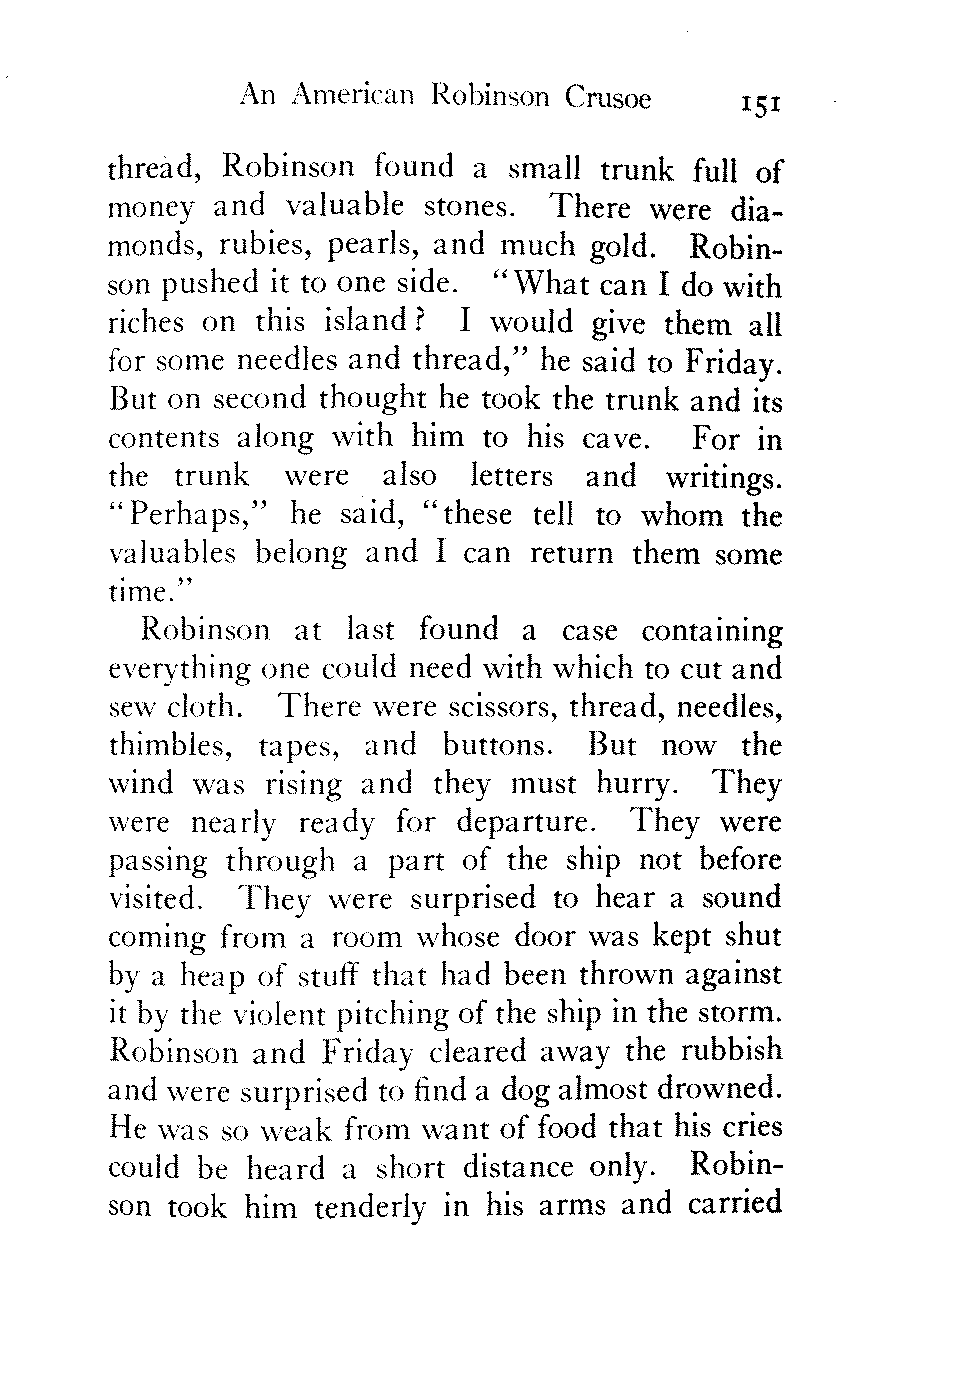 An American Robinson Crusoe 151
thread, Robinson found a small trunk full of
money and valuable stones. There were dia-
monds, rubies, pearls, and much gold. Robin-
son pushed it to one side. "What can I do with
riches on this island? I would give them all
for some needles and thread," he said to Friday.
But on second thought he took the trunk and its
contents along with him to his cave. For in
the trunk were also letters and writings.
"Perhaps," he said, "these tell to whom the
valuables belong and I can return them some
time."
Robinson at last found a case containing
everything one could need with which to cut and
sew cloth. There were scissors, thread, needles,
thimbles, tapes, and buttons. But now the
wind was rising and they must hurry. They
were nearly ready for departure. They were
passing through a part of the ship not before
visited. They were surprised to hear a sound
coming from a room whose door was kept shut
by a heap of stuff that had been thrown against
it by the violent pitching of the ship in the storm.
Robinson and Friday cleared away the rubbish
and were surprised to find a dog almost drowned.
He was so weak from want of food that his cries
could be heard a short distance only. Robin-
son took him tenderly in his arms and carried